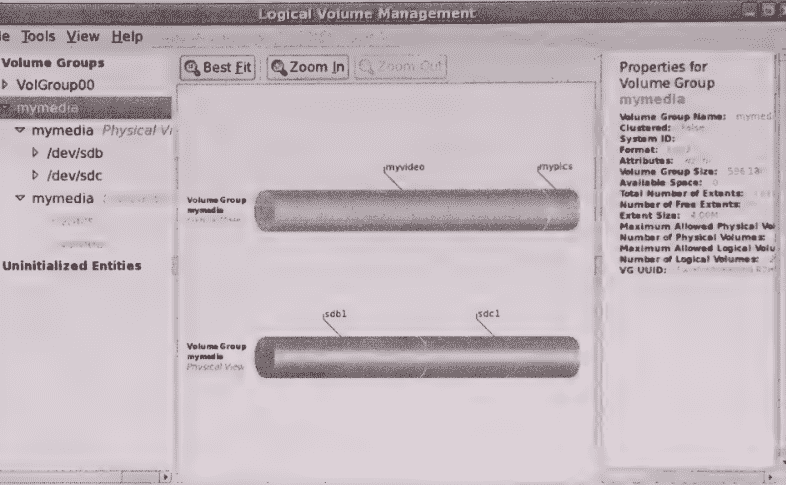 Logical Volume Management
Tools View Help
Volume Groups
VolGroup00
mymedia
mymedia Physical
/dev/sdb
/dev/sdc
mymedia
Uninitialized Entities
Best Fit Zoom In Zoom Out
myvideo mypics
Volume Group
mymedia
sdb1 sdc1
Volume Group
mymedia
Physical View
Properties for
Volume Group
mymedia
Volume Group Name:
Clustered: False
System ID:
Format:
Attributes:
Volume Group Size:
Available Space: 0
Total Number of Extents:
Number of Free Extents:
Extent Size: 4.00M
Maximum Allowed Physical
Number of Physical Volumes:
Maximum Allowed Logical
Number of Logical Volumes:
VG UUID: